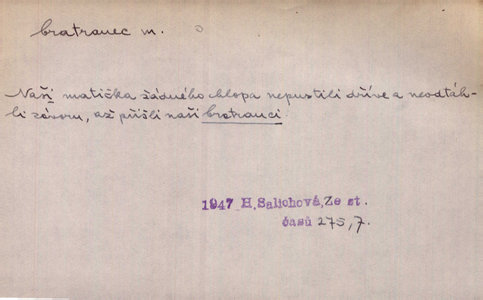 bratranec m.
Naši matička žádného chlopa nepustili dříve a neodtáh-
li závoru, až přišli naši bratranci.
1947 H,Salichová,Ze st.
časů 275,7.